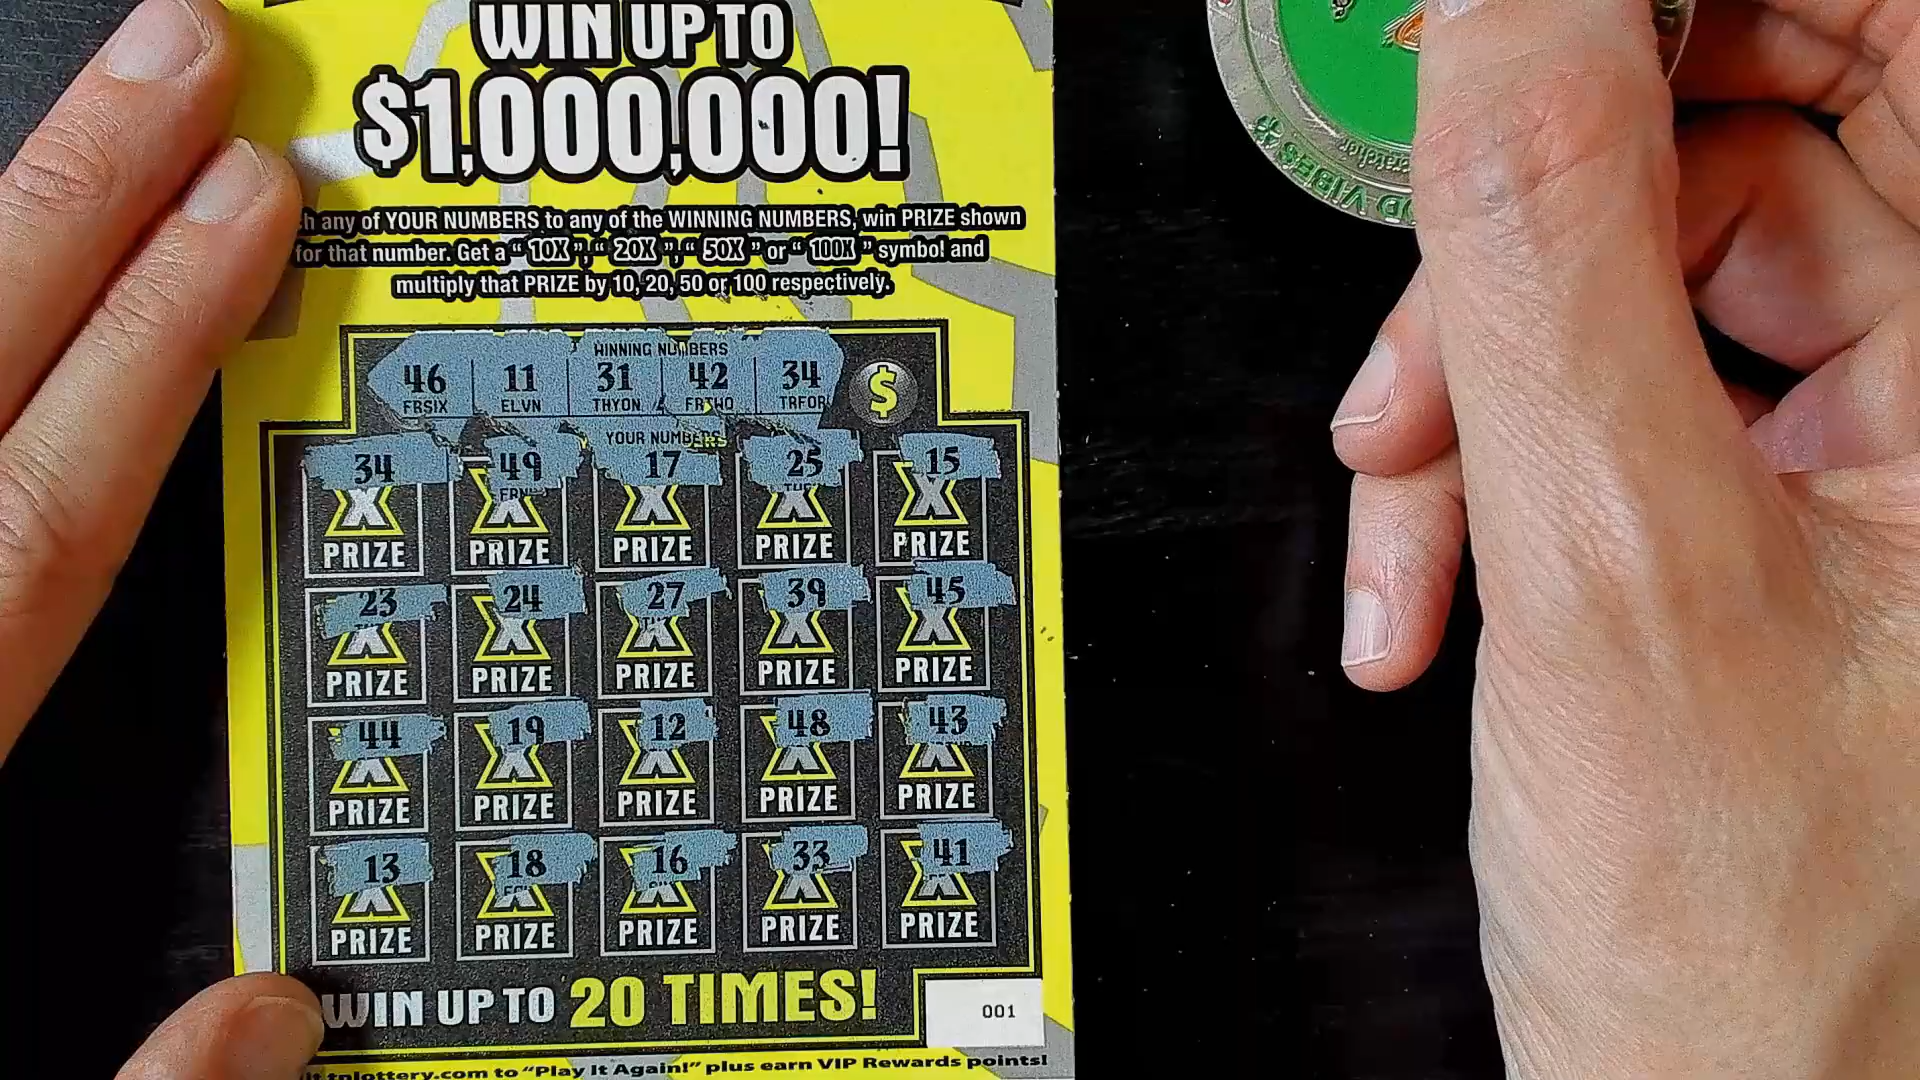 WIN UP TO
$1,000,000!
h any of YOUR NUMBERS to any of the WINNING NUMBERS, win PRIZE shown
for that number. Get a "10X", "20X", "50X" or "100X" symbol and
multiply that PRIZE by 10, 20, 50 or 100 respectively.
WINNING NUMBERS
46 11 31 42 34 $
FRSIX ELVN THYON FRTWO TRFOR
YOUR NUMBERS
34 49 17 25 15
X X X X X
PRIZE PRIZE PRIZE PRIZE PRIZE
23 24 27 39 45
X X X X X
PRIZE PRIZE PRIZE PRIZE PRIZE
44 19 12 48 43
X X X X X
PRIZE PRIZE PRIZE PRIZE PRIZE
13 18 16 33 41
X X X X X
PRIZE PRIZE PRIZE PRIZE PRIZE
WIN UP TO 20 TIMES!
001
tnlottery.com to "Play It Again!" plus earn VIP Rewards points!
VIBES